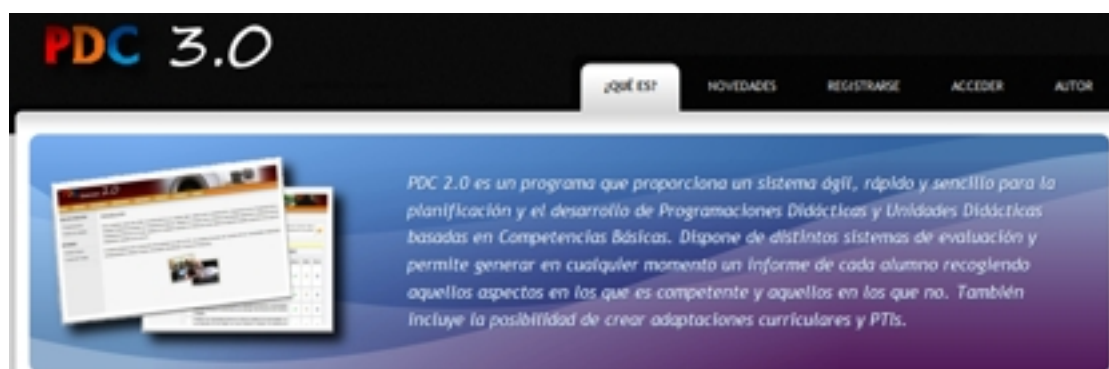 PDC 3.0
¿QUÉ ES?
NOVEDADES
REGISTRARSE
ACCEDER
AUTOR
PDC 2.0 es un programa que proporciona un sistema ágil, rápido y sencillo para la
planificación y el desarrollo de Programaciones Didácticas y Unidades Didácticas
basadas en Competencias Básicas. Dispone de distintos sistemas de evaluación y
permite generar en cualquier momento un informe de cada alumno recogiendo
aquellos aspectos en los que es competente y aquellos en los que no. También
incluye la posibilidad de crear adaptaciones curriculares y PTIs.